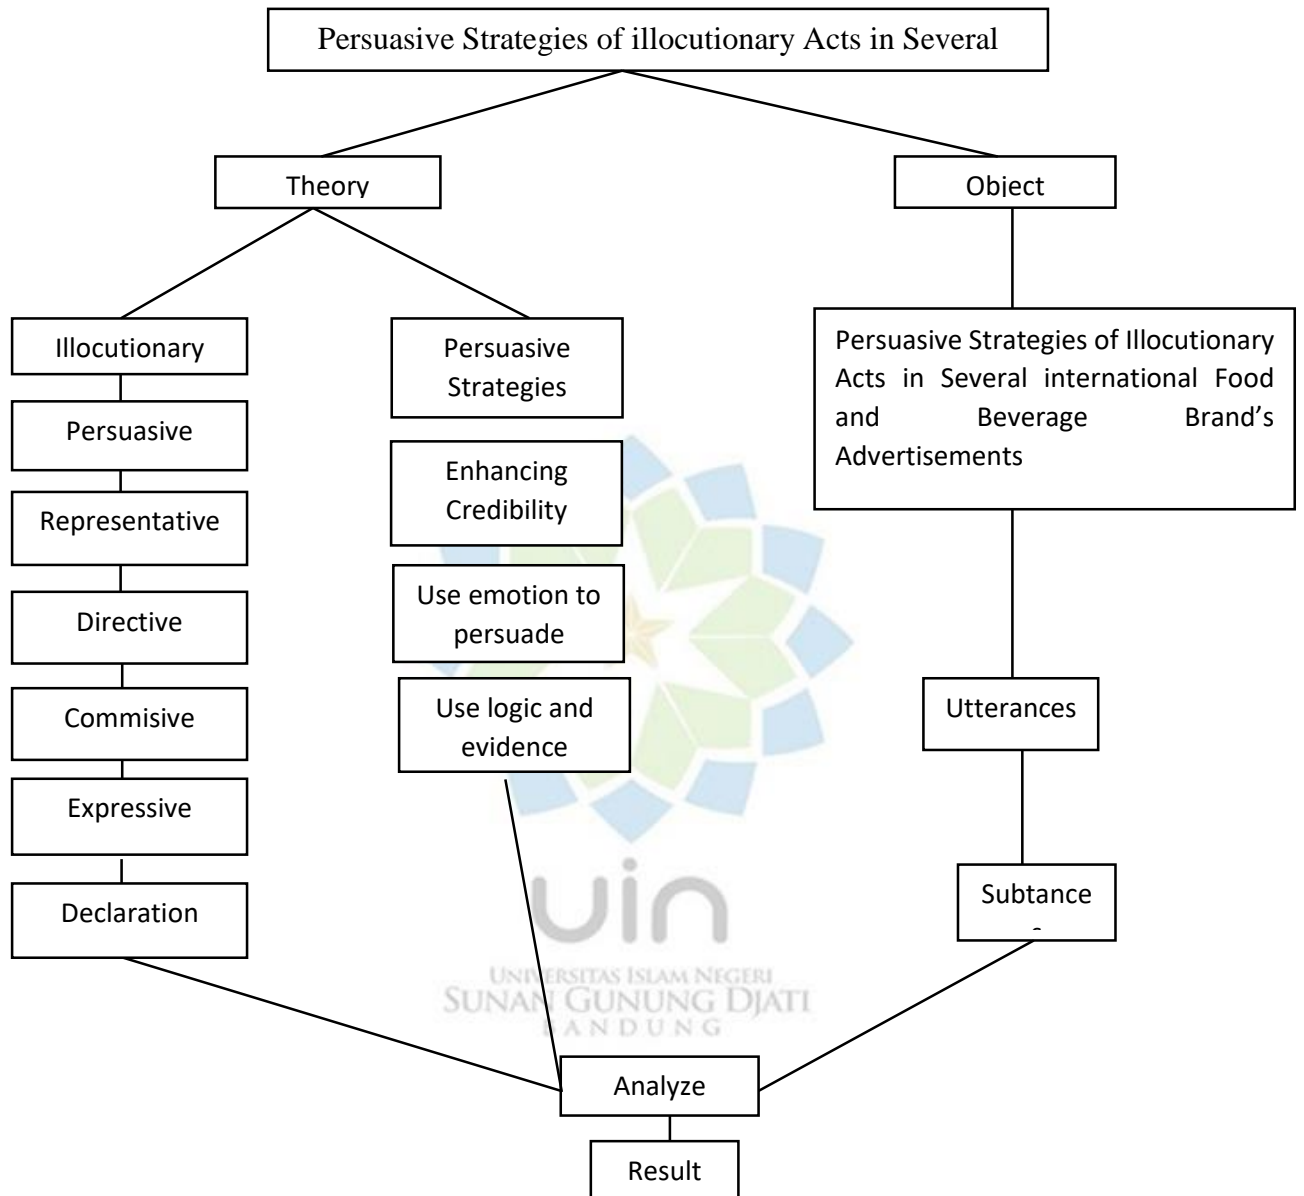 Persuasive Strategies of illocutionary Acts in Several
Theory
Object
Illocutionary
Persuasive
Representative
Directive
Commisive
Expressive
Declaration
Persuasive
Strategies
Enhancing
Credibility
Use emotion to
persuade
Use logic and
evidence
Persuasive Strategies of Illocutionary
Acts in Several international Food
and Beverage Brand’s
Advertisements
Utterances
Subtance
s
uin
UNIVERSITAS ISLAM NEGERI
SUNAN GUNUNG DJATI
BANDUNG
Analyze
Result